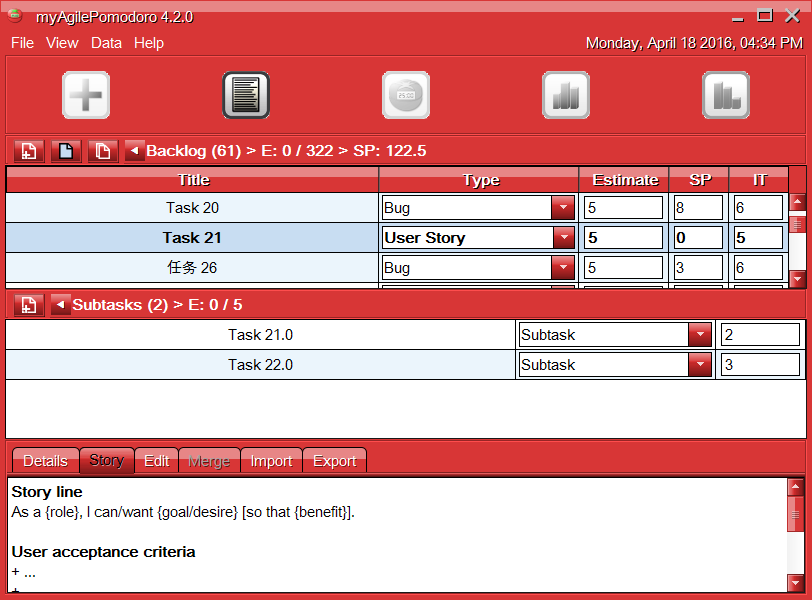 myAgilePomodoro 4.2.0
File View Data Help Monday, April 18 2016, 04:34 PM
25:00
Backlog (61) > E: 0 / 322 > SP: 122.5
Title Type Estimate SP IT
Task 20 Bug 5 8 6
Task 21 User Story 5 0 5
任务 26 Bug 5 3 6
Subtasks (2) > E: 0 / 5
Task 21.0 Subtask 2
Task 22.0 Subtask 3
Details Story Edit Merge Import Export
Story line
As a {role}, I can/want {goal/desire} [so that {benefit}].
User acceptance criteria
+ ...
+